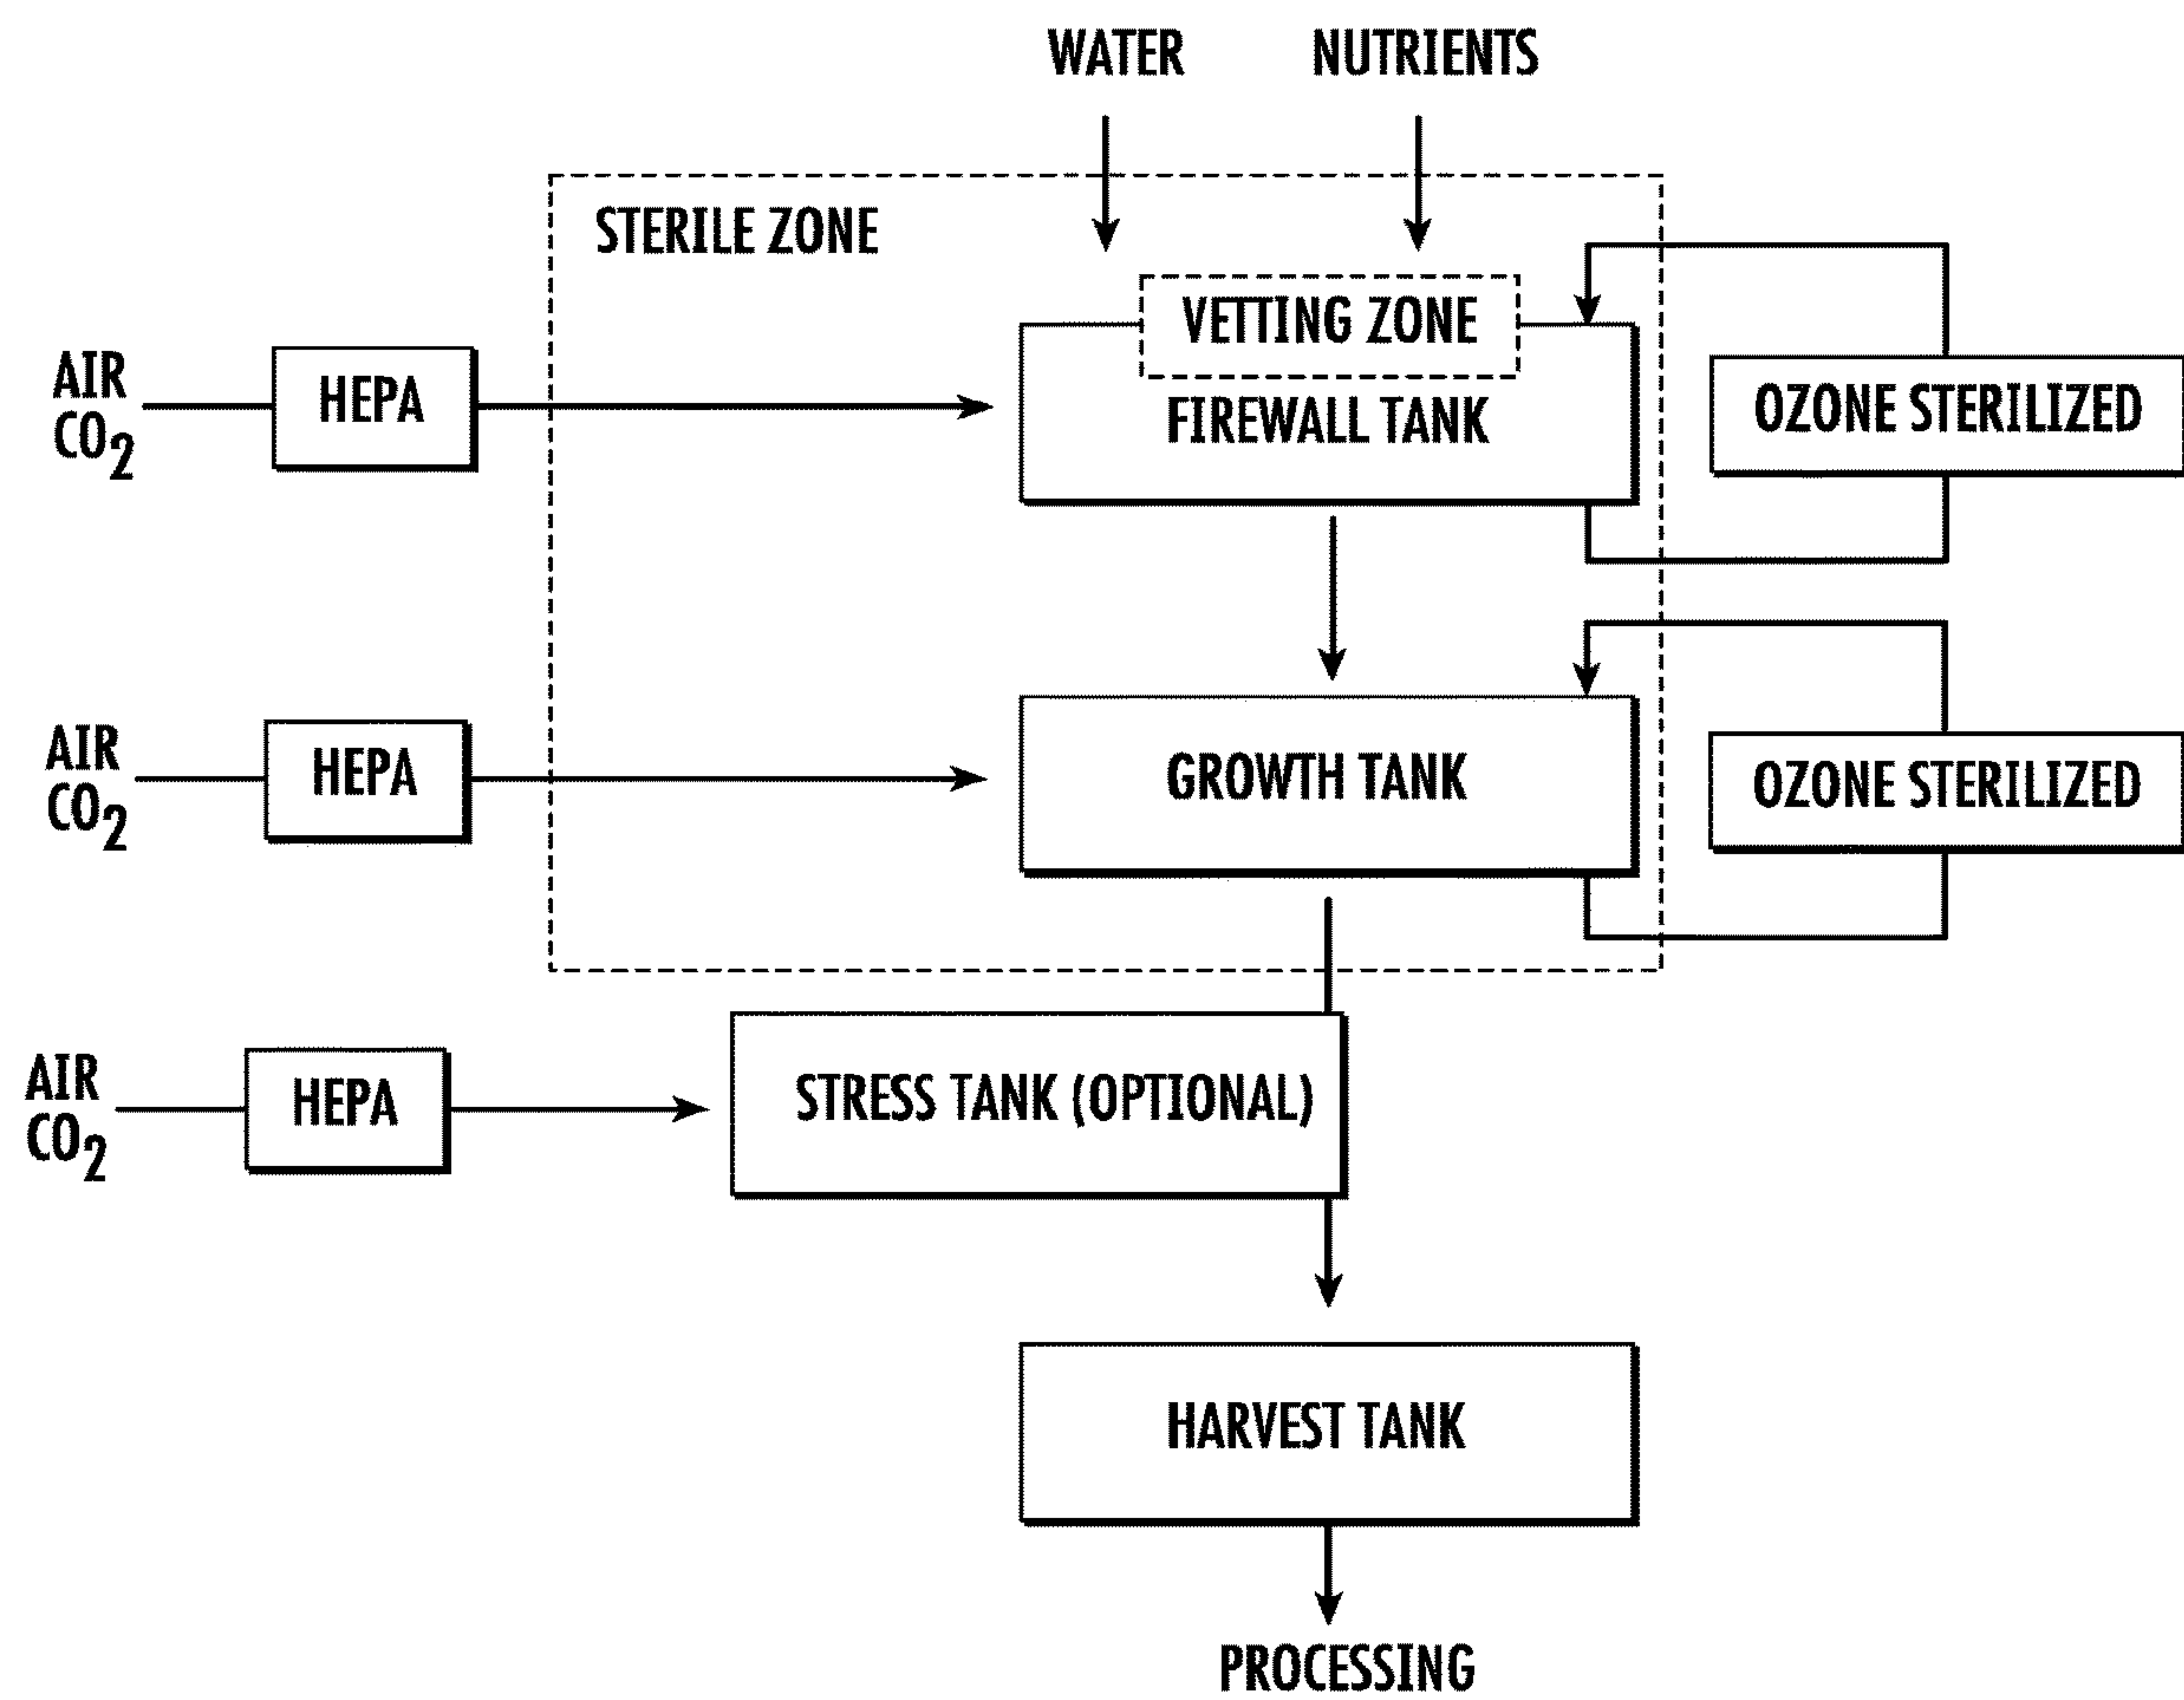 WATER
NUTRIENTS
STERILE ZONE
VETTING ZONE
AIR
CO2
HEPA
FIREWALL TANK
OZONE STERILIZED
AIR
CO2
HEPA
GROWTH TANK
OZONE STERILIZED
AIR
CO2
HEPA
STRESS TANK (OPTIONAL)
HARVEST TANK
PROCESSING